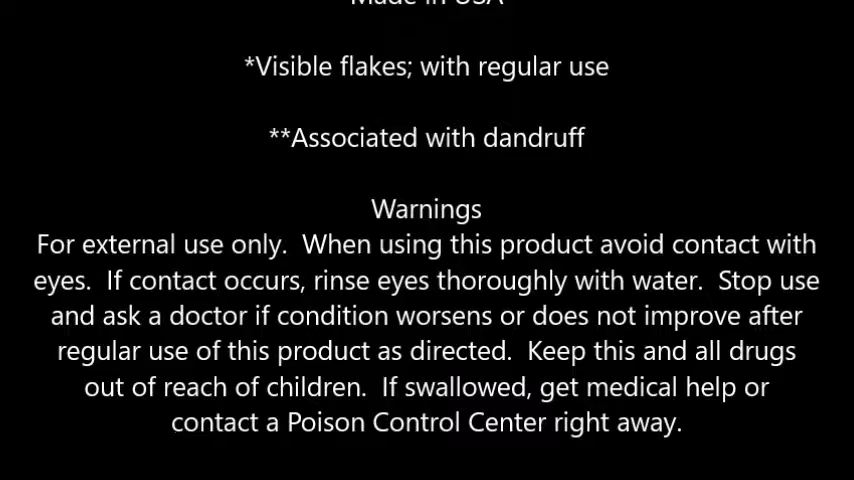 Made in USA
*Visible flakes; with regular use
**Associated with dandruff
Warnings
For external use only.  When using this product avoid contact with
eyes.  If contact occurs, rinse eyes thoroughly with water.  Stop use
and ask a doctor if condition worsens or does not improve after
regular use of this product as directed.  Keep this and all drugs
out of reach of children.  If swallowed, get medical help or
contact a Poison Control Center right away.